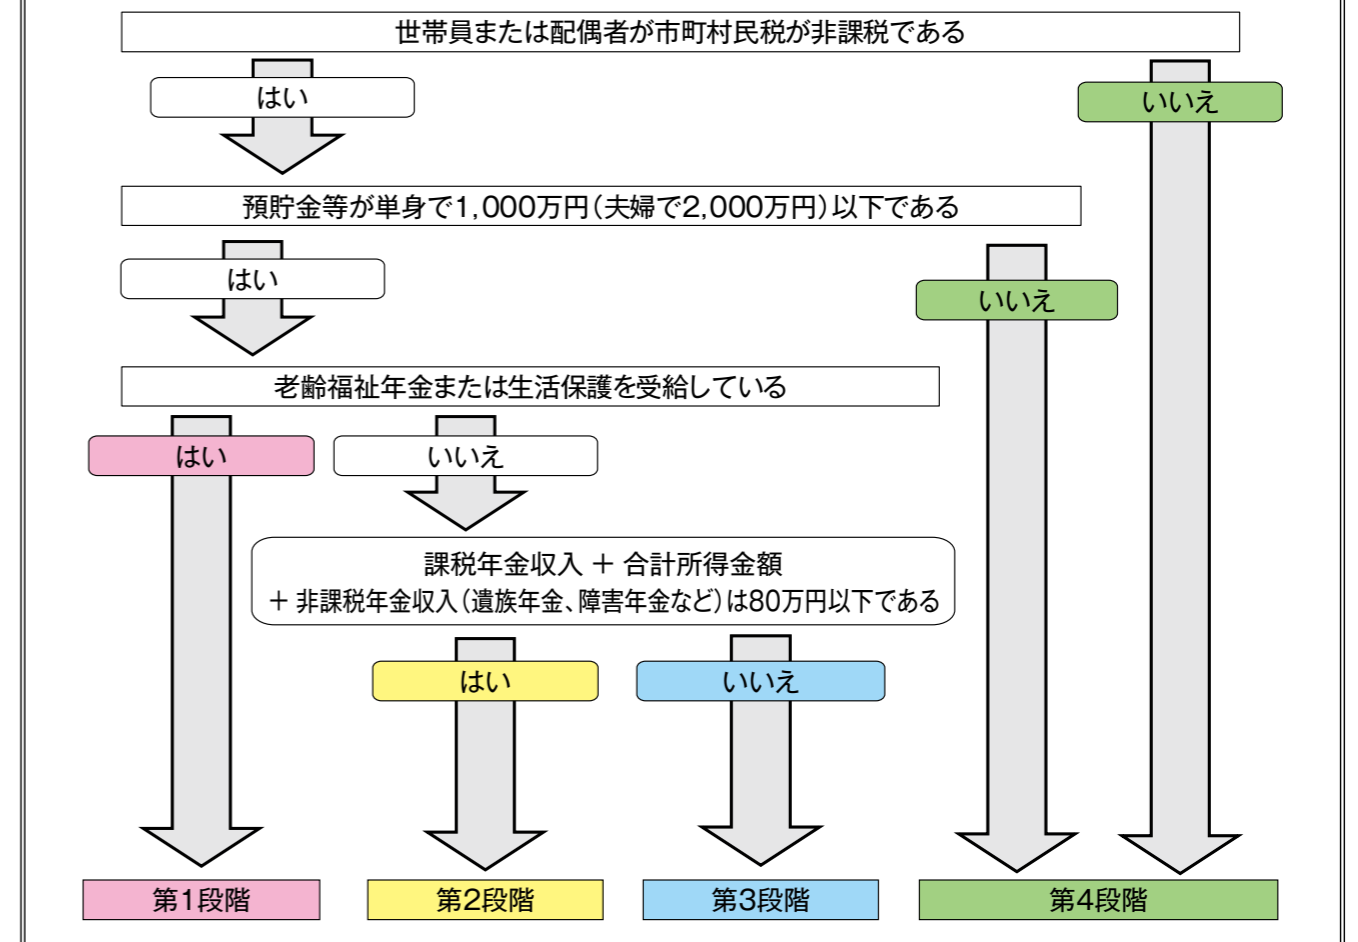 世帯員または配偶者が市町村民税が非課税である
はい
いいえ
預貯金等が単身で1,000万円(夫婦で2,000万円)以下である
はい
いいえ
老齢福祉年金または生活保護を受給している
はい
いいえ
課税年金収入 + 合計所得金額
+ 非課税年金収入(遺族年金、障害年金など)は80万円以下である
はい
いいえ
第1段階
第2段階
第3段階
第4段階